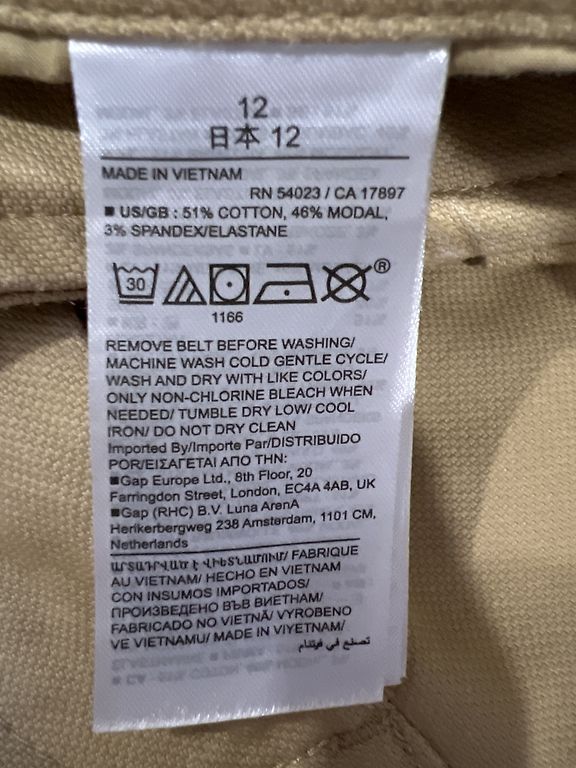 12
日本 12
MADE IN VIETNAM
RN 54023 / CA 17897
■ US/GB : 51% COTTON, 46% MODAL,
3% SPANDEX/ELASTANE
30
®
1166
REMOVE BELT BEFORE WASHING/
MACHINE WASH COLD GENTLE CYCLE/
WASH AND DRY WITH LIKE COLORS/
ONLY NON-CHLORINE BLEACH WHEN
NEEDED/ TUMBLE DRY LOW/ COOL
IRON/ DO NOT DRY CLEAN
Imported By/Importe Par/DISTRIBUIDO
POR/ΕΙΣΑΓΕΤΑΙ ΑΠΟ ΤΗΝ:
■Gap Europe Ltd., 8th Floor, 20
Farringdon Street, London, EC4A 4AB, UK
■Gap (RHC) B.V. Luna ArenA
Herikerbergweg 238 Amsterdam, 1101 CM,
Netherlands
ԱՐՏԱԴՐՎԱԾ Է ՎԻԵՏՆԱՄՈՒՄ/ FABRIQUE
AU VIETNAM/ HECHO EN VIETNAM
CON INSUMOS IMPORTADOS/
ПРОИЗВЕДЕНО ВЪВ ВИЕТНАМ/
FABRICADO NO VIETNÃ/ VYROBENO
VE VIETNAMU/ MADE IN VIYETNAM/
تصنع في فوتنام